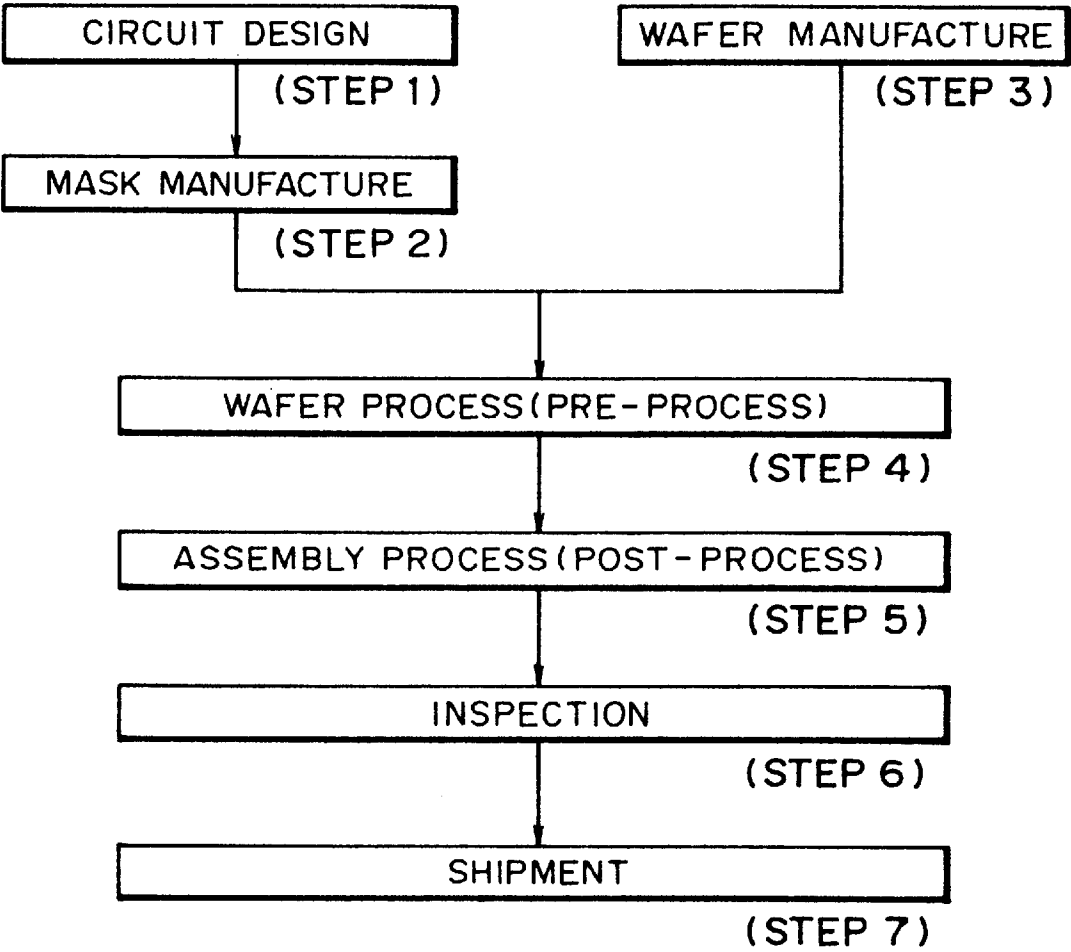 CIRCUIT DESIGN
(STEP 1)
WAFER MANUFACTURE
(STEP 3)
MASK MANUFACTURE
(STEP 2)
WAFER PROCESS (PRE-PROCESS)
(STEP 4)
ASSEMBLY PROCESS (POST-PROCESS)
(STEP 5)
INSPECTION
(STEP 6)
SHIPMENT
(STEP 7)